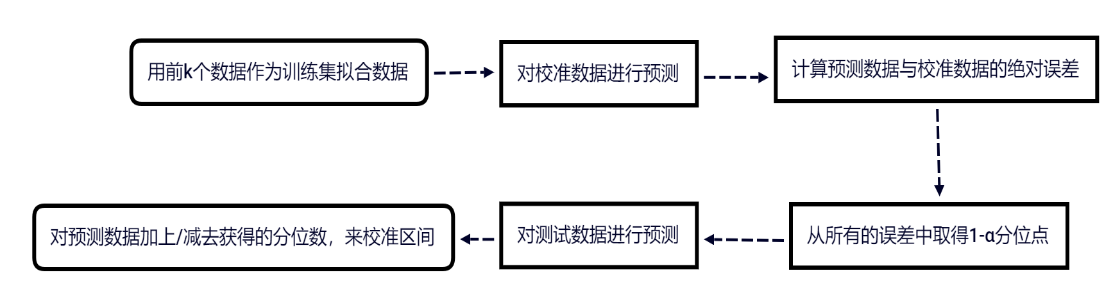 用前k个数据作为训练集拟合数据
对校准数据进行预测
计算预测数据与校准数据的绝对误差
从所有的误差中取得1-α分位点
对测试数据进行预测
对预测数据加上/减去获得的分位数，来校准区间